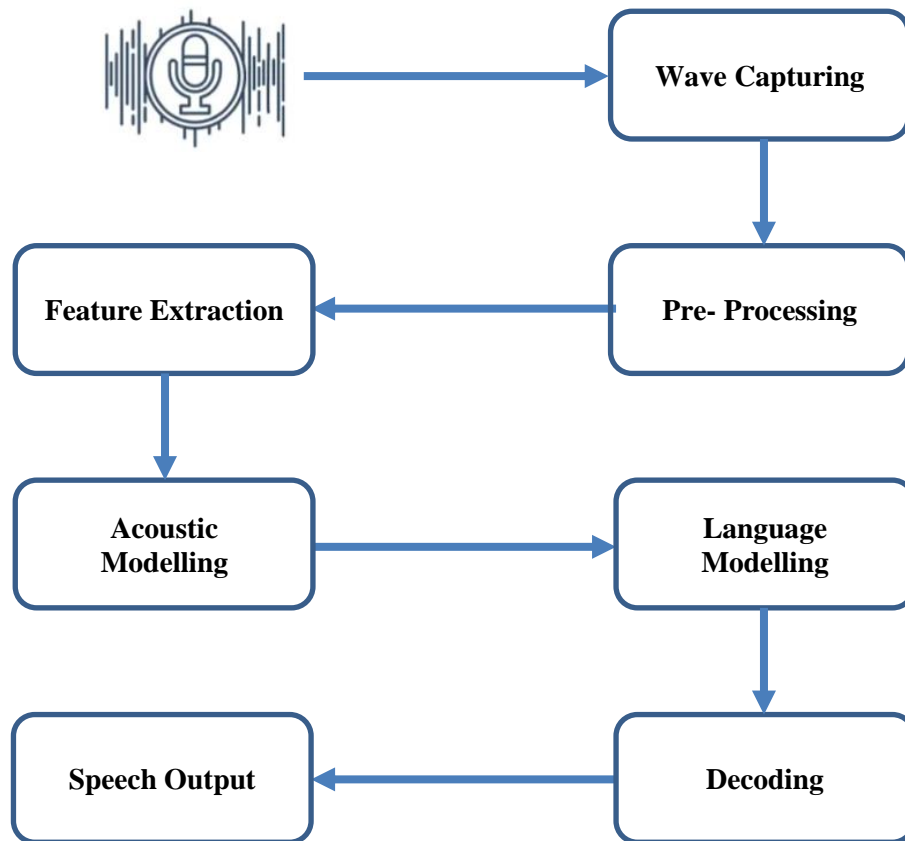 Wave Capturing
Pre- Processing
Feature Extraction
Acoustic
Modelling
Language
Modelling
Decoding
Speech Output